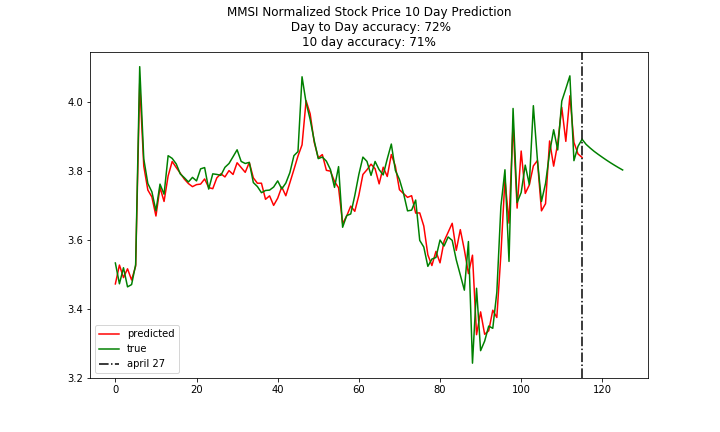 MMSI Normalized Stock Price 10 Day Prediction
Day to Day accuracy: 72%
10 day accuracy: 71%
4.0
3.8
3.6
3.4
3.2
predicted
true
april 27
0 20 40 60 80 100 120